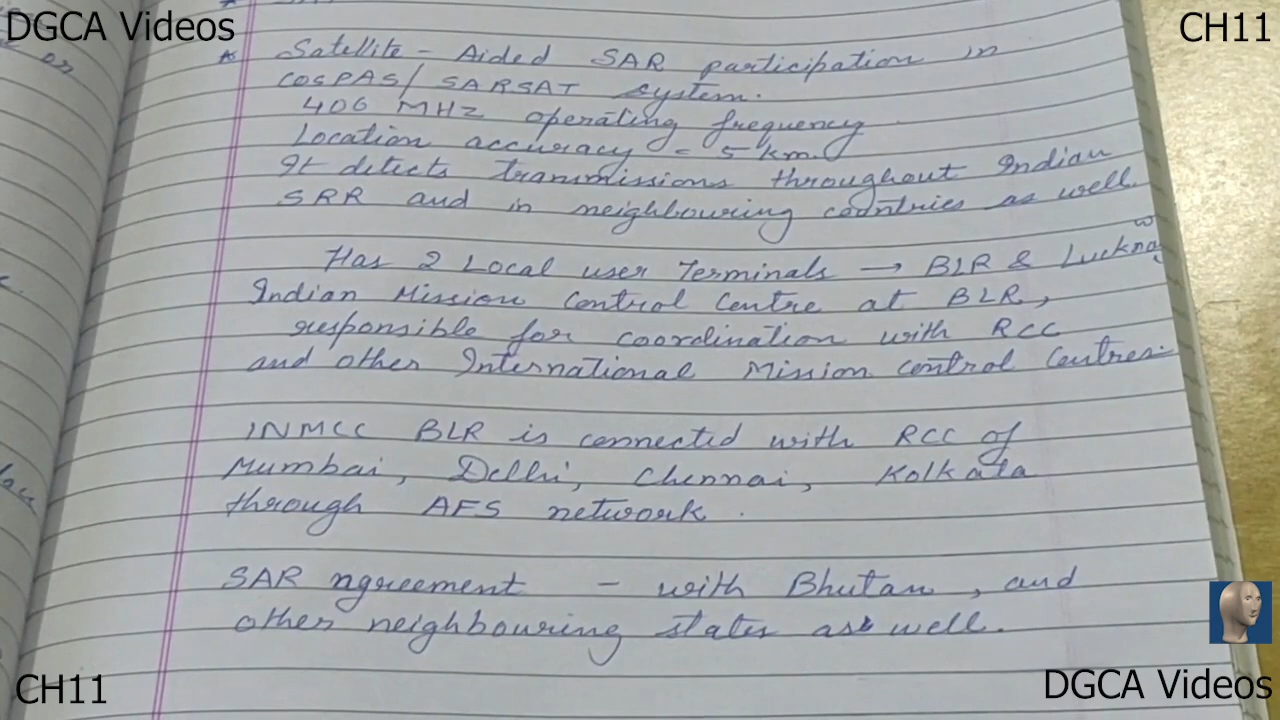 DGCA Videos
CH11
* Satellite - Aided SAR participation in
COSPAS/ SARSAT system.
406 MHZ operating frequency
Location accuracy = 5 km.
It detects transmissions throughout Indian
SRR and in neighbouring countries as well.
Has 2 Local user Terminals → BLR & Lucknow
Indian Mission Control Centre at BLR,
responsible for coordination with RCC
and other International Mission Control Centres.
INMCC BLR is connected with RCC of
Mumbai, Delhi, Chennai, Kolkata
through AFS network.
SAR agreement - with Bhutan, and
other neighbouring states as well.
CH11
DGCA Videos